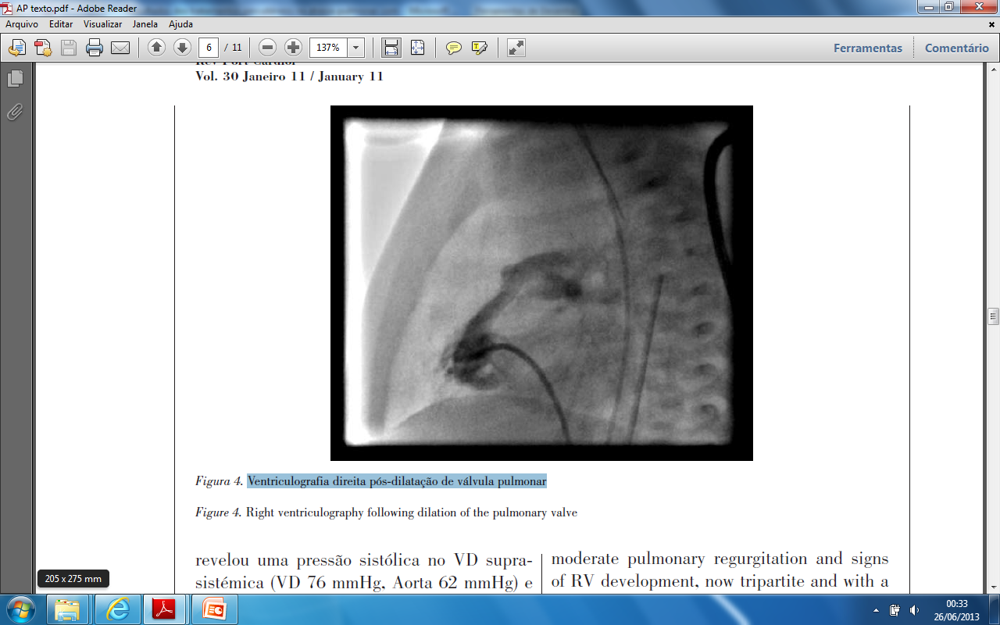 AP texto.pdf - Adobe Reader
Arquivo Editar Visualizar Janela Ajuda
6 / 11 137% Ferramentas Comentário
Rev Port Cardiol
Vol. 30 Janeiro 11 / January 11
Figura 4. Ventriculografia direita pós-dilatação de válvula pulmonar
Figure 4. Right ventriculography following dilation of the pulmonary valve
revelou uma pressão sistólica no VD supra-
sistémica (VD 76 mmHg, Aorta 62 mmHg) e
moderate pulmonary regurgitation and signs
of RV development, now tripartite and with a
205 x 275 mm
00:33
26/06/2013